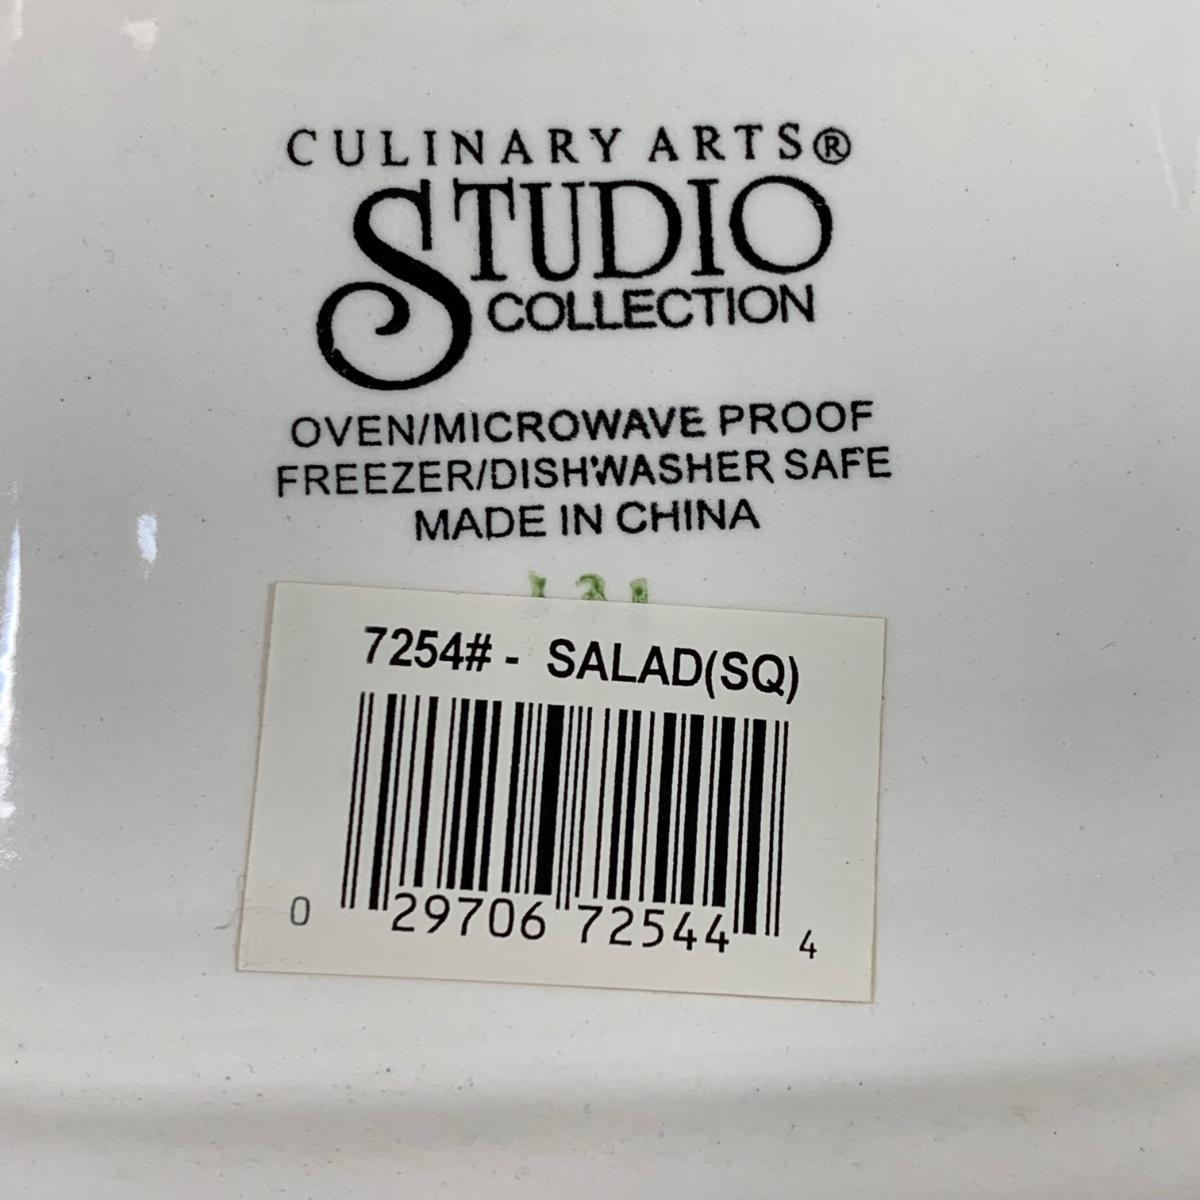 CULINARY ARTS®
STUDIO
COLLECTION
OVEN/MICROWAVE PROOF
FREEZER/DISHWASHER SAFE
MADE IN CHINA
7254# - SALAD(SQ)
0 29706 72544 4